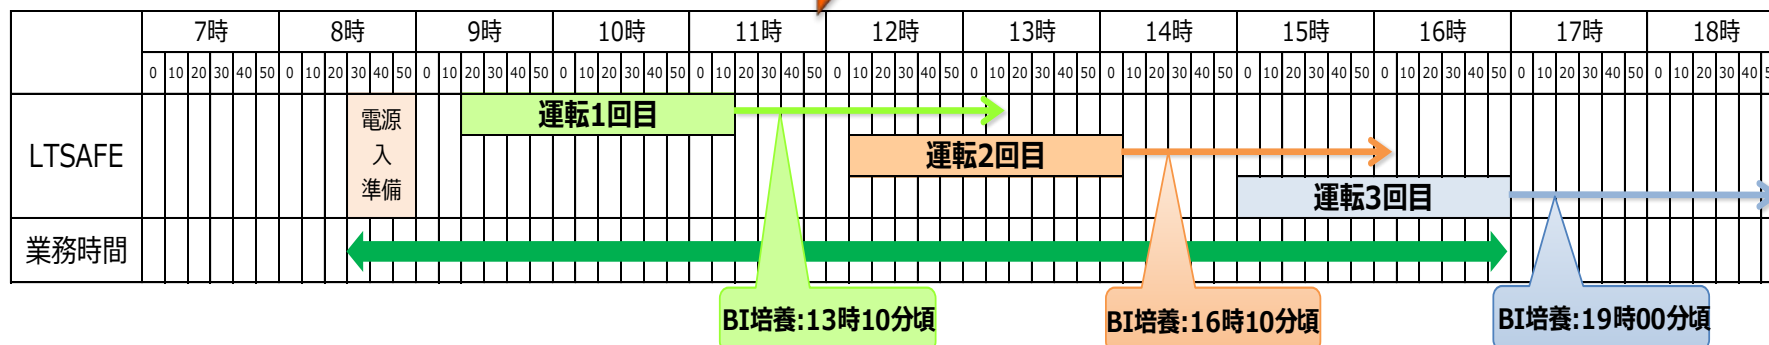 7時 8時 9時 10時 11時 12時 13時 14時 15時 16時 17時 18時
0 10 20 30 40 50 0 10 20 30 40 50 0 10 20 30 40 50 0 10 20 30 40 50 0 10 20 30 40 50 0 10 20 30 40 50 0 10 20 30 40 50 0 10 20 30 40 50 0 10 20 30 40 50 0 10 20 30 40 50 0 10 20 30 40 50 0 10 20 30 40
LTSAFE
電源
入
準備
運転1回目
運転2回目
運転3回目
業務時間
BI培養:13時10分頃 BI培養:16時10分頃 BI培養:19時00分頃